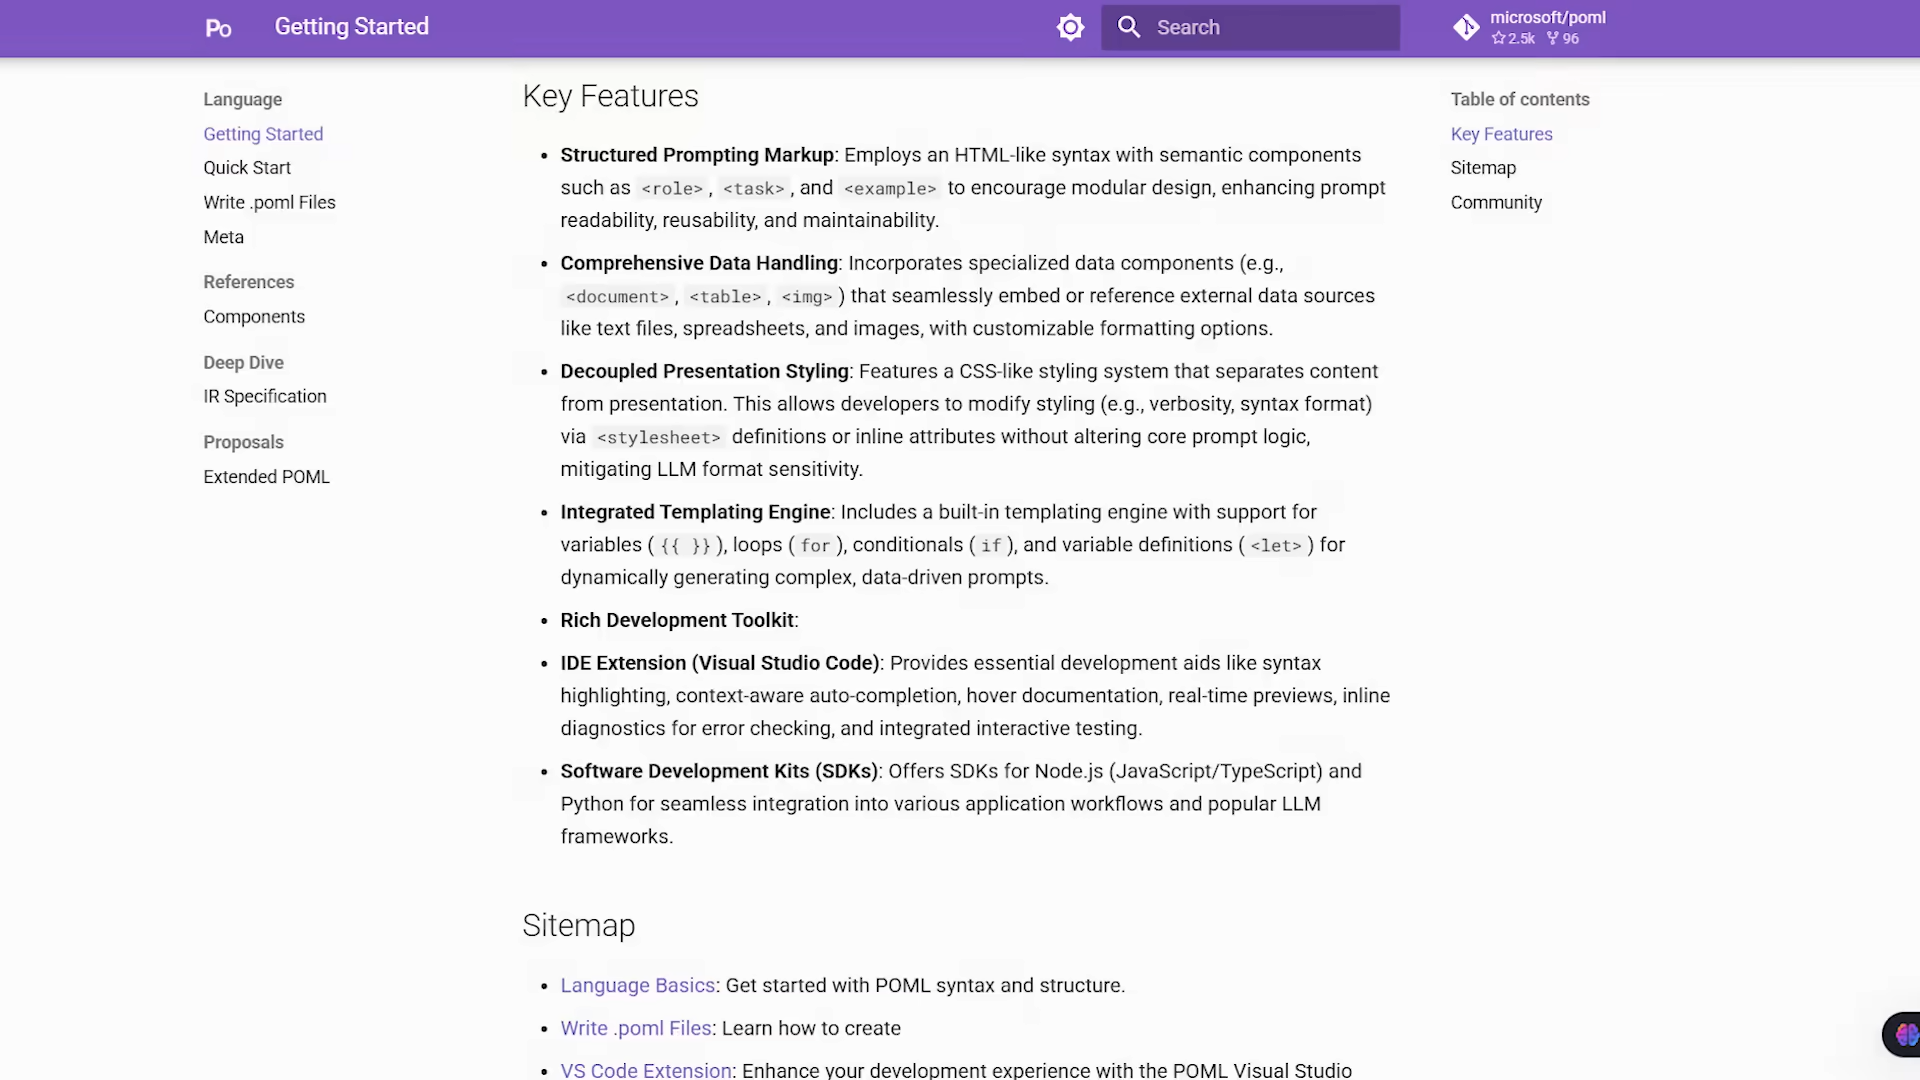 Po
Getting Started
Search
microsoft/poml
2.5k 96
Language
Getting Started
Quick Start
Write .poml Files
Meta
References
Components
Deep Dive
IR Specification
Proposals
Extended POML
Key Features
• Structured Prompting Markup: Employs an HTML-like syntax with semantic components
such as <role>, <task>, and <example> to encourage modular design, enhancing prompt
readability, reusability, and maintainability.
• Comprehensive Data Handling: Incorporates specialized data components (e.g.,
<document>, <table>, <img>) that seamlessly embed or reference external data sources
like text files, spreadsheets, and images, with customizable formatting options.
• Decoupled Presentation Styling: Features a CSS-like styling system that separates content
from presentation. This allows developers to modify styling (e.g., verbosity, syntax format)
via <stylesheet> definitions or inline attributes without altering core prompt logic,
mitigating LLM format sensitivity.
• Integrated Templating Engine: Includes a built-in templating engine with support for
variables ( {{ }} ), loops ( for ), conditionals ( if ), and variable definitions ( <let> ) for
dynamically generating complex, data-driven prompts.
• Rich Development Toolkit:
• IDE Extension (Visual Studio Code): Provides essential development aids like syntax
highlighting, context-aware auto-completion, hover documentation, real-time previews, inline
diagnostics for error checking, and integrated interactive testing.
• Software Development Kits (SDKs): Offers SDKs for Node.js (JavaScript/TypeScript) and
Python for seamless integration into various application workflows and popular LLM
frameworks.
Sitemap
• Language Basics: Get started with POML syntax and structure.
• Write .poml Files: Learn how to create
• VS Code Extension: Enhance your development experience with the POML Visual Studio
Table of contents
Key Features
Sitemap
Community